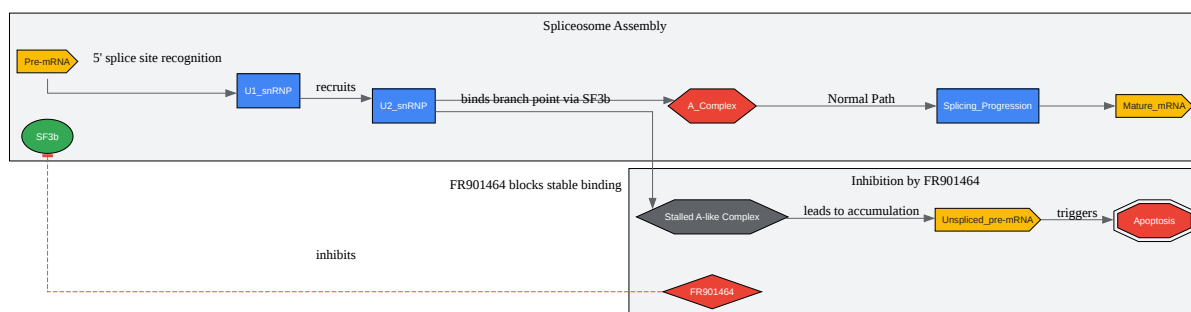 Spliceosome Assembly
Pre-mRNA
5' splice site recognition
U1_snRNP
recruits
U2_snRNP
binds branch point via SF3b
A_Complex
Normal Path
Splicing_Progression
Mature_mRNA
SF3b
FR901464 blocks stable binding
Inhibition by FR901464
Stalled A-like Complex
leads to accumulation
Unspliced_pre-mRNA
triggers
Apoptosis
inhibits
FR901464